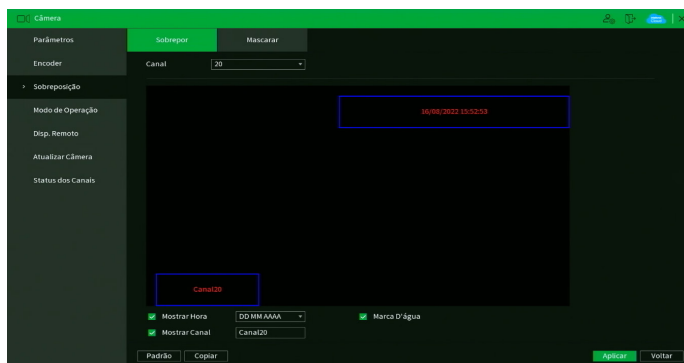 Câmera
Parâmetros
Encoder
Sobreposição
Modo de Operação
Disp. Remoto
Atualizar Câmera
Status dos Canais
Sobrepor Mascarar
Canal 20
16/08/2022 15:52:53
Canal20
Mostrar Hora DD MM AAAA Marca D'água
Mostrar Canal Canal20
Padrão Copiar Aplicar Voltar